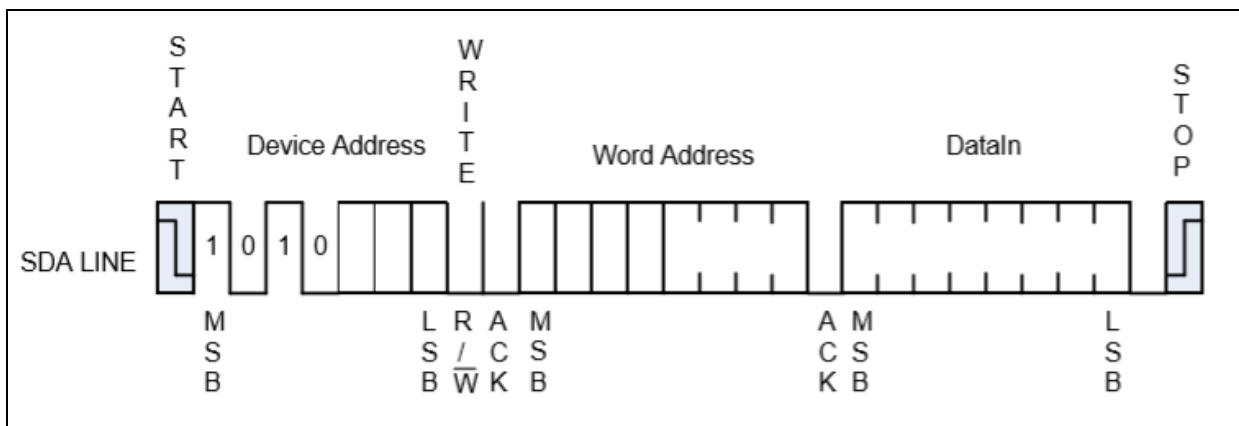 START
WRITE
STOP
Device Address
Word Address
DataIn
SDA LINE
1 0 1 0
MSB
LSB
R/W̅
ACK
MSB
ACK
MSB
LSB